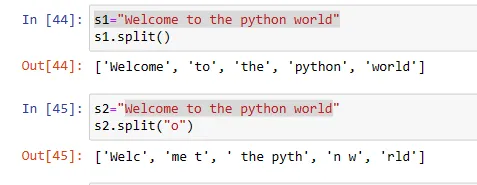 In [44]: s1="Welcome to the python world"
s1.split()
Out[44]: ['Welcome', 'to', 'the', 'python', 'world']
In [45]: s2="Welcome to the python world"
s2.split("o")
Out[45]: ['Welc', 'me t', ' the pyth', 'n w', 'rld']